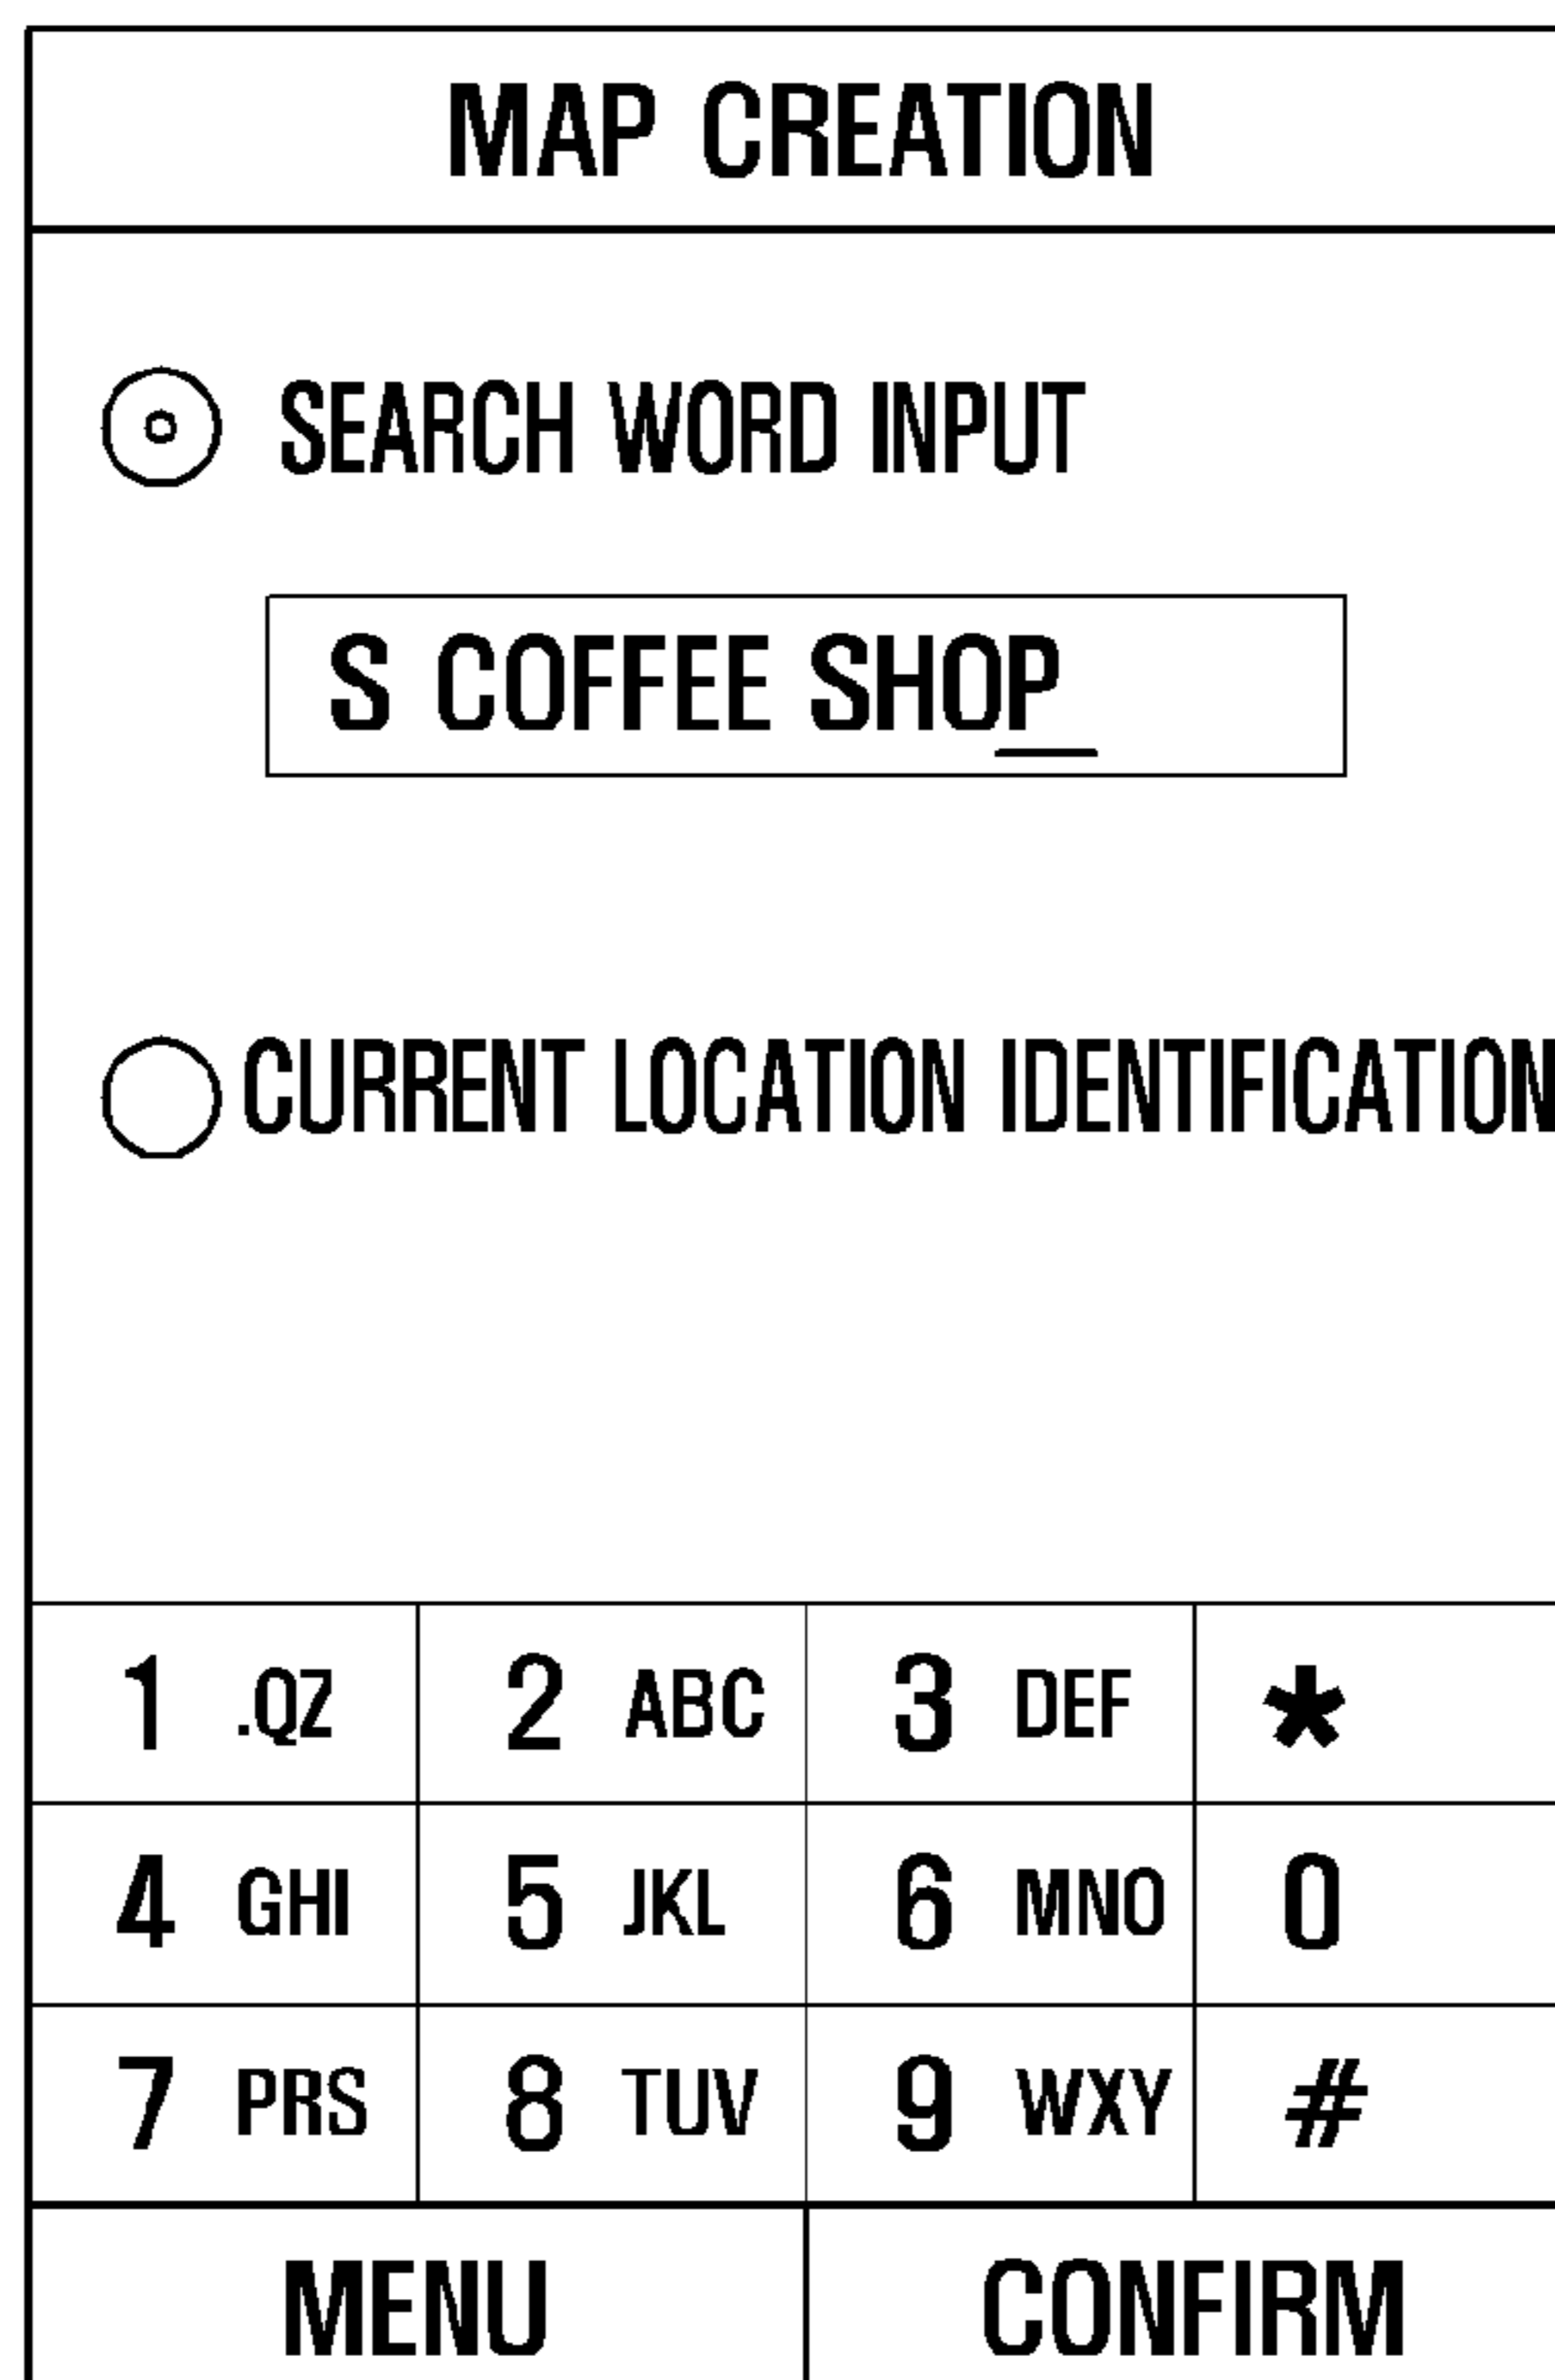 MAP CREATION
SEARCH WORD INPUT
S COFFEE SHOP
CURRENT LOCATION IDENTIFICATION
1 .QZ 2 ABC 3 DEF *
4 GHI 5 JKL 6 MNO 0
7 PRS 8 TUV 9 WXY #
MENU CONFIRM